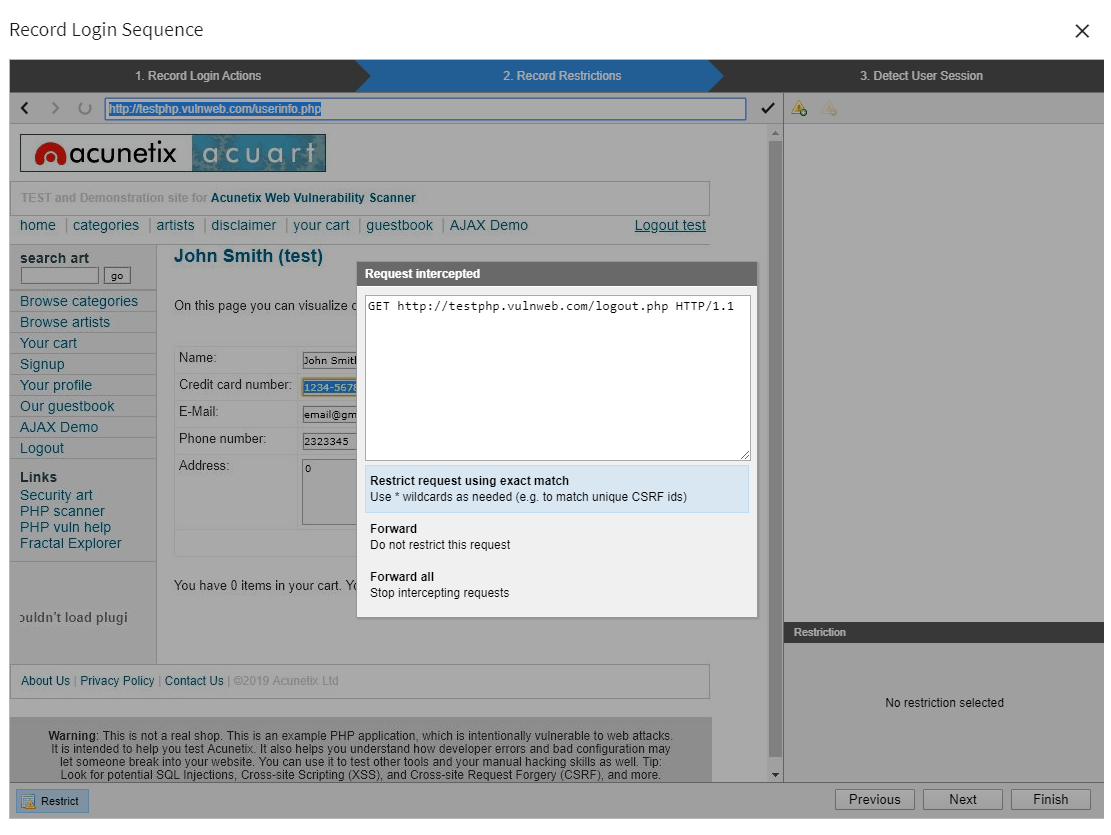 Record Login Sequence
1. Record Login Actions
2. Record Restrictions
3. Detect User Session
http://testphp.vulnweb.com/userinfo.php
acunetix acuart
TEST and Demonstration site for Acunetix Web Vulnerability Scanner
home | categories | artists | disclaimer | your cart | guestbook | AJAX Demo
Logout test
search art
go
Browse categories
Browse artists
Your cart
Signup
Your profile
Our guestbook
AJAX Demo
Logout
Links
Security art
PHP scanner
PHP vuln help
Fractal Explorer
ouldn't load plugi
John Smith (test)
On this page you can visualize
Name:
John Smit
Credit card number:
1234-5678
E-Mail:
email@gm
Phone number:
2323345
Address:
0
You have 0 items in your cart.
Request intercepted
GET http://testphp.vulnweb.com/logout.php HTTP/1.1
Restrict request using exact match
Use * wildcards as needed (e.g. to match unique CSRF ids)
Forward
Do not restrict this request
Forward all
Stop intercepting requests
About Us | Privacy Policy | Contact Us | ©2019 Acunetix Ltd
Warning: This is not a real shop. This is an example PHP application, which is intentionally vulnerable to web attacks.
It is intended to help you test Acunetix. It also helps you understand how developer errors and bad configuration may
let someone break into your website. You can use it to test other tools and your manual hacking skills as well. Tip:
Look for potential SQL Injections, Cross-site Scripting (XSS), and Cross-site Request Forgery (CSRF), and more.
Restriction
No restriction selected
Restrict
Previous
Next
Finish